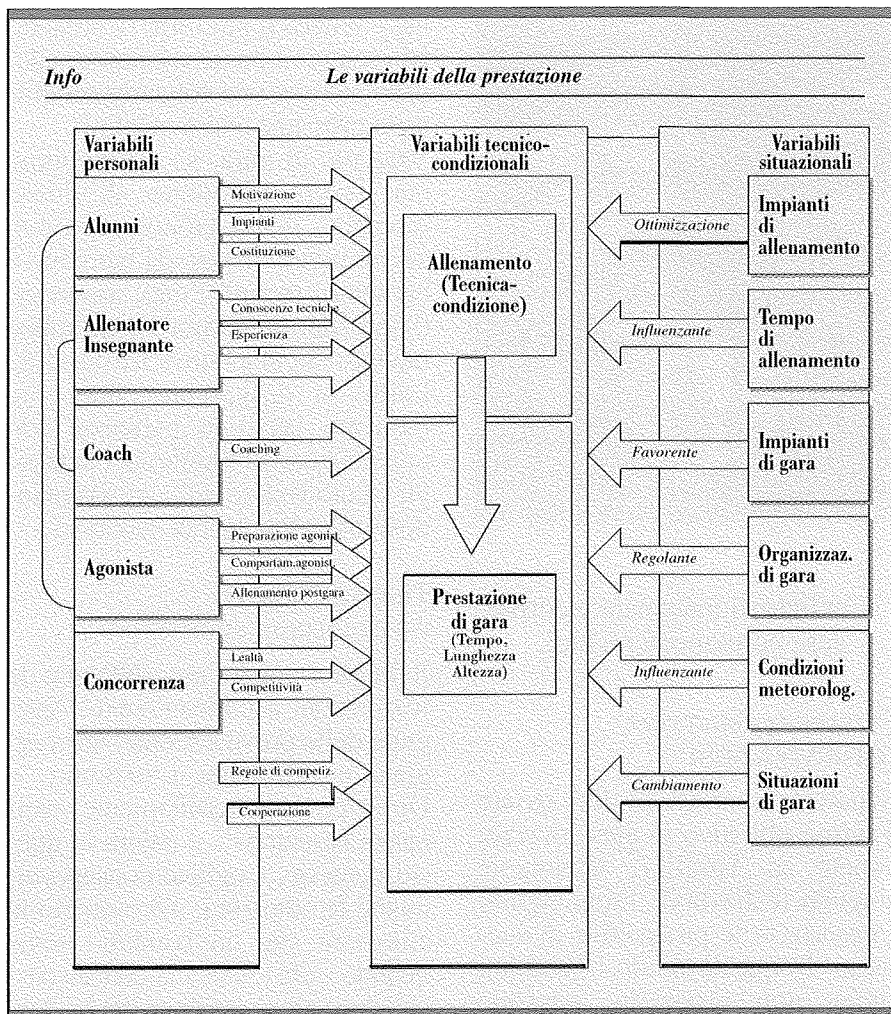 Info
Le variabili della prestazione
Variabili
personali
Alunni
Motivazione
Impianti
Costituzione
Allenatore
Insegnante
Conoscenze tecniche
Esperienza
Coach
Coaching
Agonista
Preparazione agonist.
Comportam.agonist.
Allenamento postgara
Concorrenza
Lealtà
Competitività
Regole di competiz.
Cooperazione
Variabili tecnico-
condizionali
Allenamento
(Tecnica-
condizione)
Prestazione
di gara
(Tempo,
Lunghezza
Altezza)
Variabili
situazionali
Ottimizzazione
Impianti
di
allenamento
Influenzante
Tempo
di
allenamento
Favorente
Impianti
di gara
Regolante
Organizzaz.
di gara
Influenzante
Condizioni
meteorolog.
Cambiamento
Situazioni
di gara